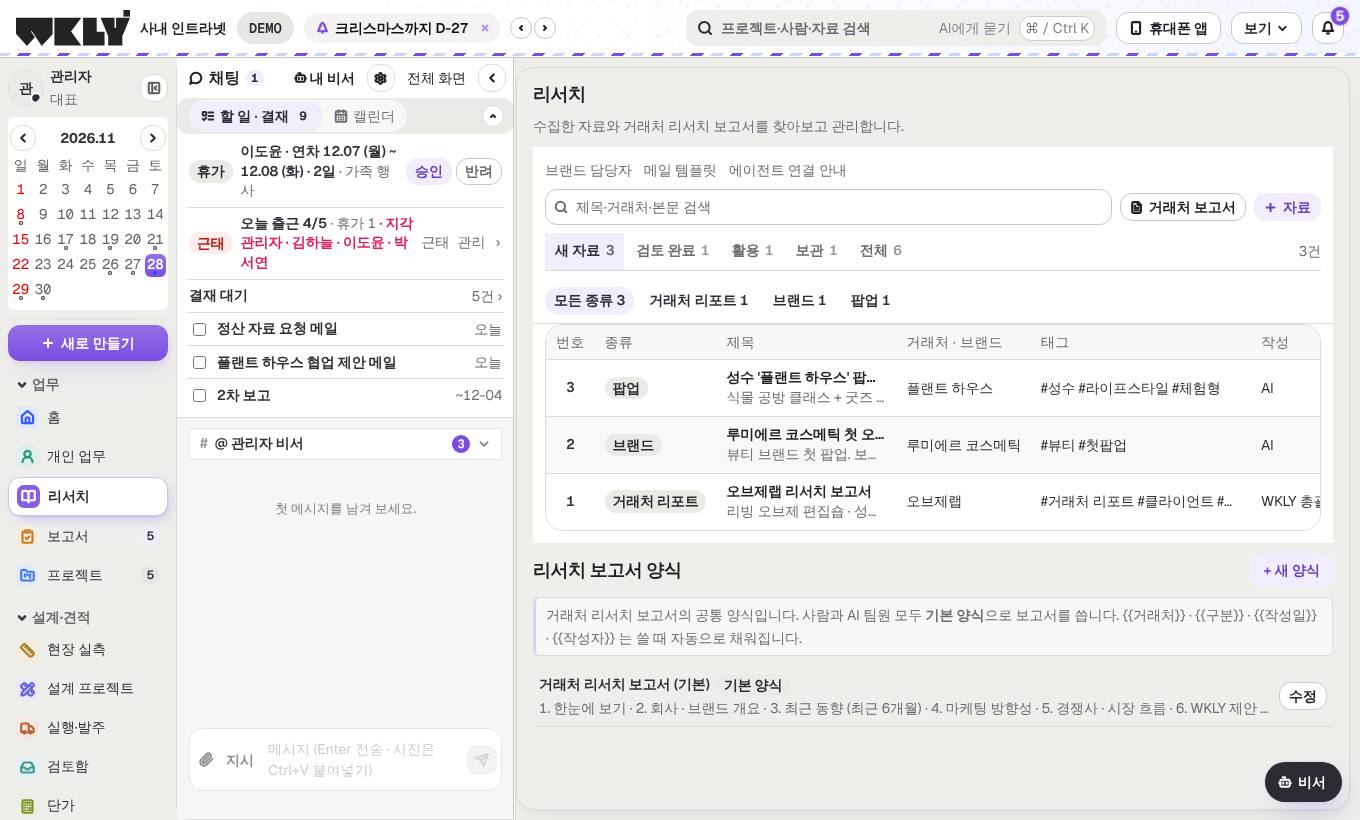 WKLY 사내 인트라넷 DEMO 크리스마스까지 D-27 × 프로젝트·사람·자료 검색 AI에게 묻기 ⌘ / Ctrl K 휴대폰 앱 보기 5
관 관리자
대표
2026.11
일 월 화 수 목 금 토
1 2 3 4 5 6 7
8 9 10 11 12 13 14
15 16 17 18 19 20 21
22 23 24 25 26 27 28
29 30
+ 새로 만들기
업무
홈
개인 업무
리서치
보고서 5
프로젝트 5
설계·견적
현장 실측
설계 프로젝트
실행·발주
검토함
단가
채팅 1 내 비서 전체 화면
할 일 · 결재 9 캘린더
휴가 이도윤 · 연차 12.07 (월) ~
12.08 (화) · 2일 · 가족 행
사
승인 반려
근태 오늘 출근 4/5 · 휴가 1 · 지각
관리자 · 김하늘 · 이도윤 · 박
서연
근태 관리 ›
결재 대기 5건 ›
정산 자료 요청 메일 오늘
플랜트 하우스 협업 제안 메일 오늘
2차 보고 ~12-04
# @ 관리자 비서 3
첫 메시지를 남겨 보세요.
지시 메시지 (Enter 전송 · 사진은
Ctrl+V 붙여넣기)
리서치
수집한 자료와 거래처 리서치 보고서를 찾아보고 관리합니다.
브랜드 담당자 메일 템플릿 에이전트 연결 안내
제목·거래처·본문 검색 거래처 보고서 + 자료
새 자료 3 검토 완료 1 활용 1 보관 1 전체 6 3건
모든 종류 3 거래처 리포트 1 브랜드 1 팝업 1
번호 종류 제목 거래처 · 브랜드 태그 작성
3 팝업 성수 '플랜트 하우스' 팝... 플랜트 하우스 #성수 #라이프스타일 #체험형 AI
식물 공방 클래스 + 굿즈 ...
2 브랜드 루미에르 코스메틱 첫 오... 루미에르 코스메틱 #뷰티 #첫팝업 AI
뷰티 브랜드 첫 팝업. 보...
1 거래처 리포트 오브제랩 리서치 보고서 오브제랩 #거래처 리포트 #클라이언트 #... WKLY 총괄
리빙 오브제 편집숍 · 성...
리서치 보고서 양식 + 새 양식
거래처 리서치 보고서의 공통 양식입니다. 사람과 AI 팀원 모두 기본 양식으로 보고서를 씁니다. {{거래처}} · {{구분}} · {{작성일}}
· {{작성자}} 는 쓸 때 자동으로 채워집니다.
거래처 리서치 보고서 (기본) 기본 양식
1. 한눈에 보기 · 2. 회사 · 브랜드 개요 · 3. 최근 동향 (최근 6개월) · 4. 마케팅 방향성 · 5. 경쟁사 · 시장 흐름 · 6. WKLY 제안 ...
수정
비서